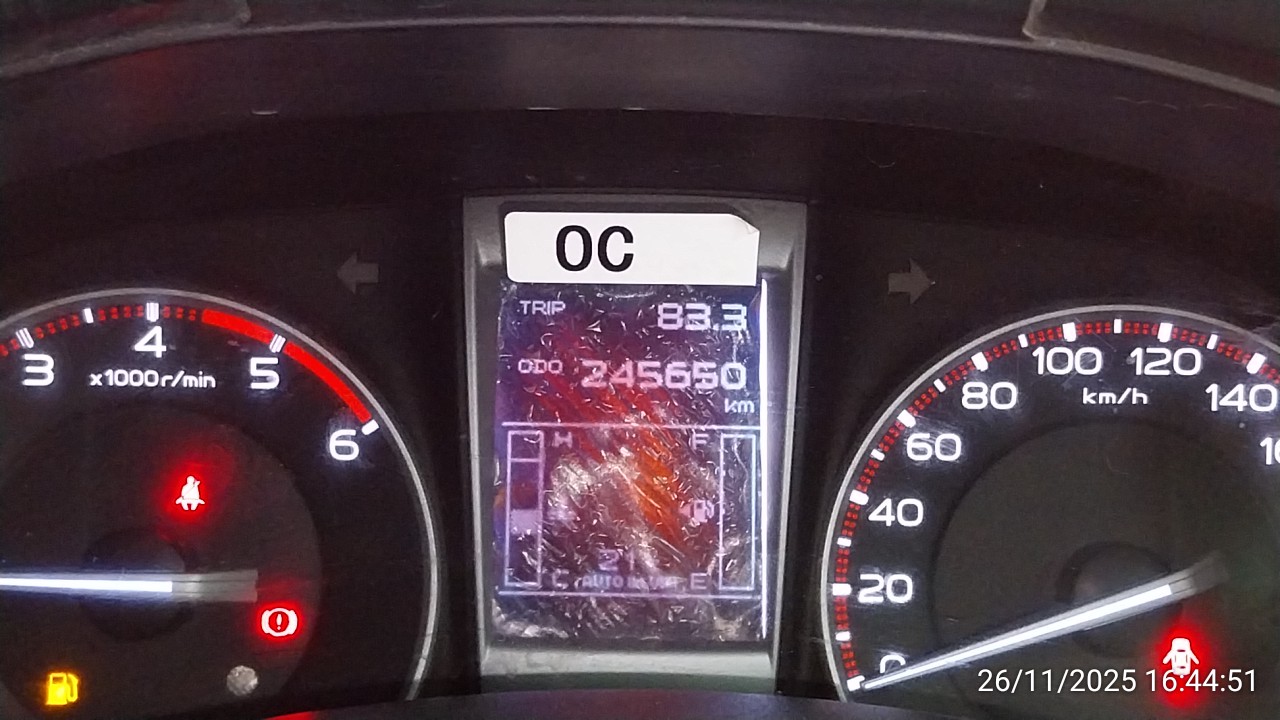 OC
TRIP 83.3
ODO 245650
km
H F
C E
3 4 5 6
x1000r/min
20 40 60 80 100 120 140
km/h
0
26/11/2025 16:44:51